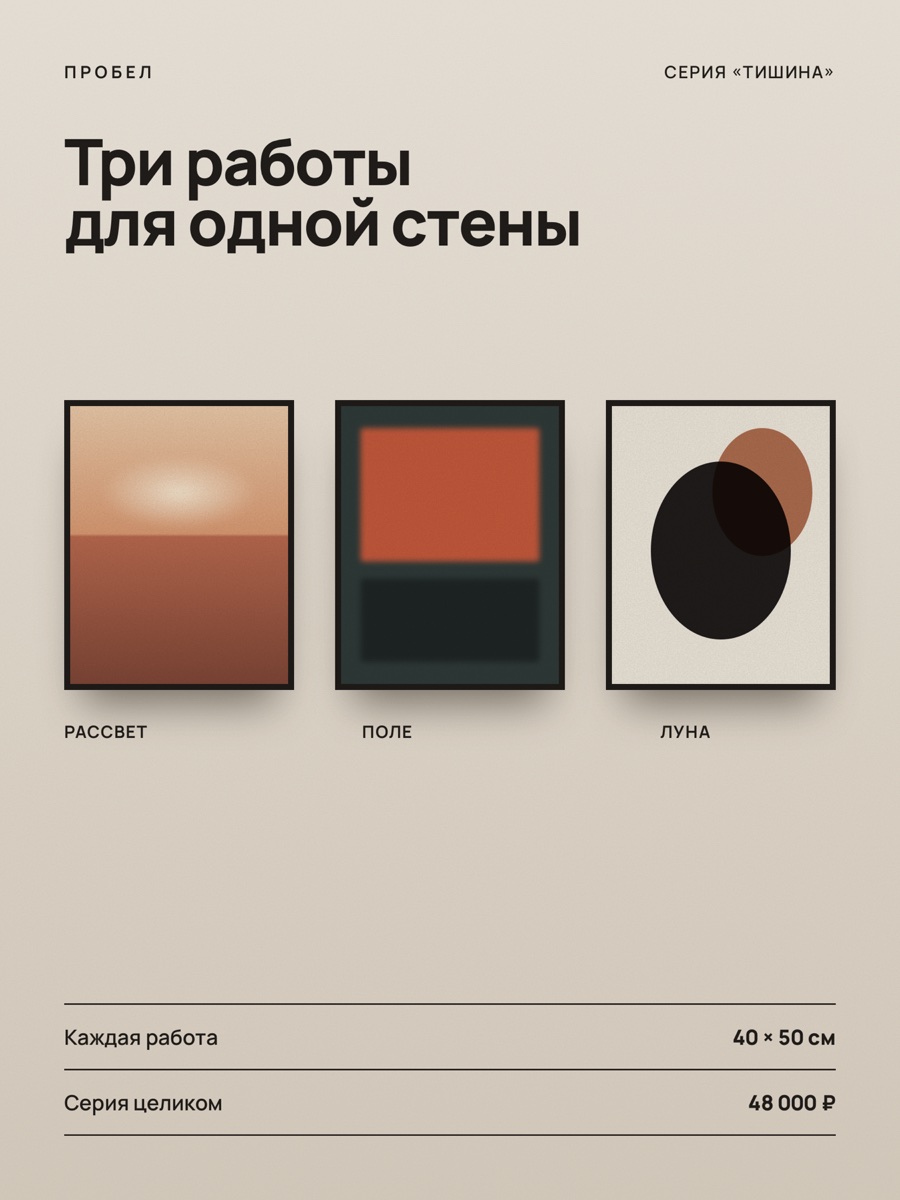 ПРОБЕЛ
СЕРИЯ «ТИШИНА»
Три работы
для одной стены
РАССВЕТ
ПОЛЕ
ЛУНА
Каждая работа
40 × 50 см
Серия целиком
48 000 ₽